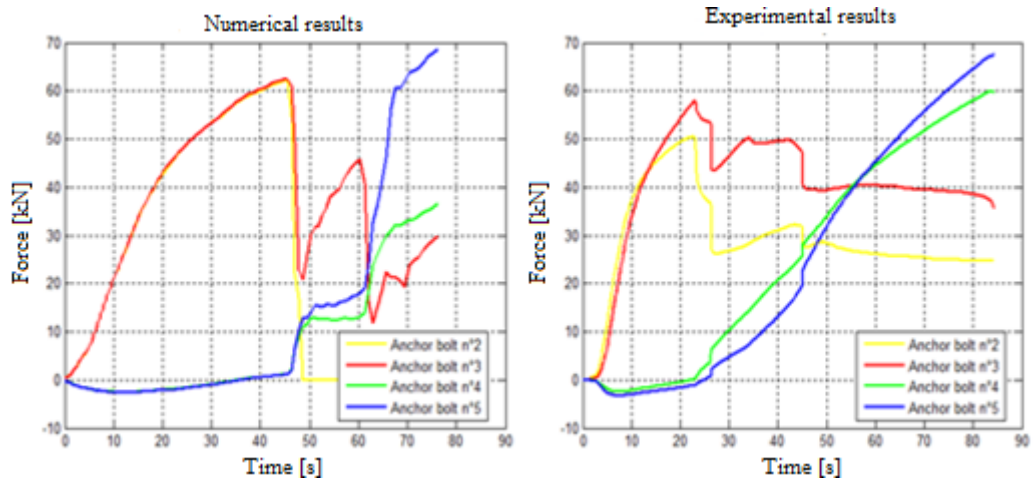 Numerical results
Force [kN]
70
60
50
40
30
20
10
0
-10
0 10 20 30 40 50 60 70 80 90
Time [s]
Anchor bolt n°2
Anchor bolt n°3
Anchor bolt n°4
Anchor bolt n°5
Experimental results
Force [kN]
70
60
50
40
30
20
10
0
-10
0 10 20 30 40 50 60 70 80 90
Time [s]
Anchor bolt n°2
Anchor bolt n°3
Anchor bolt n°4
Anchor bolt n°5